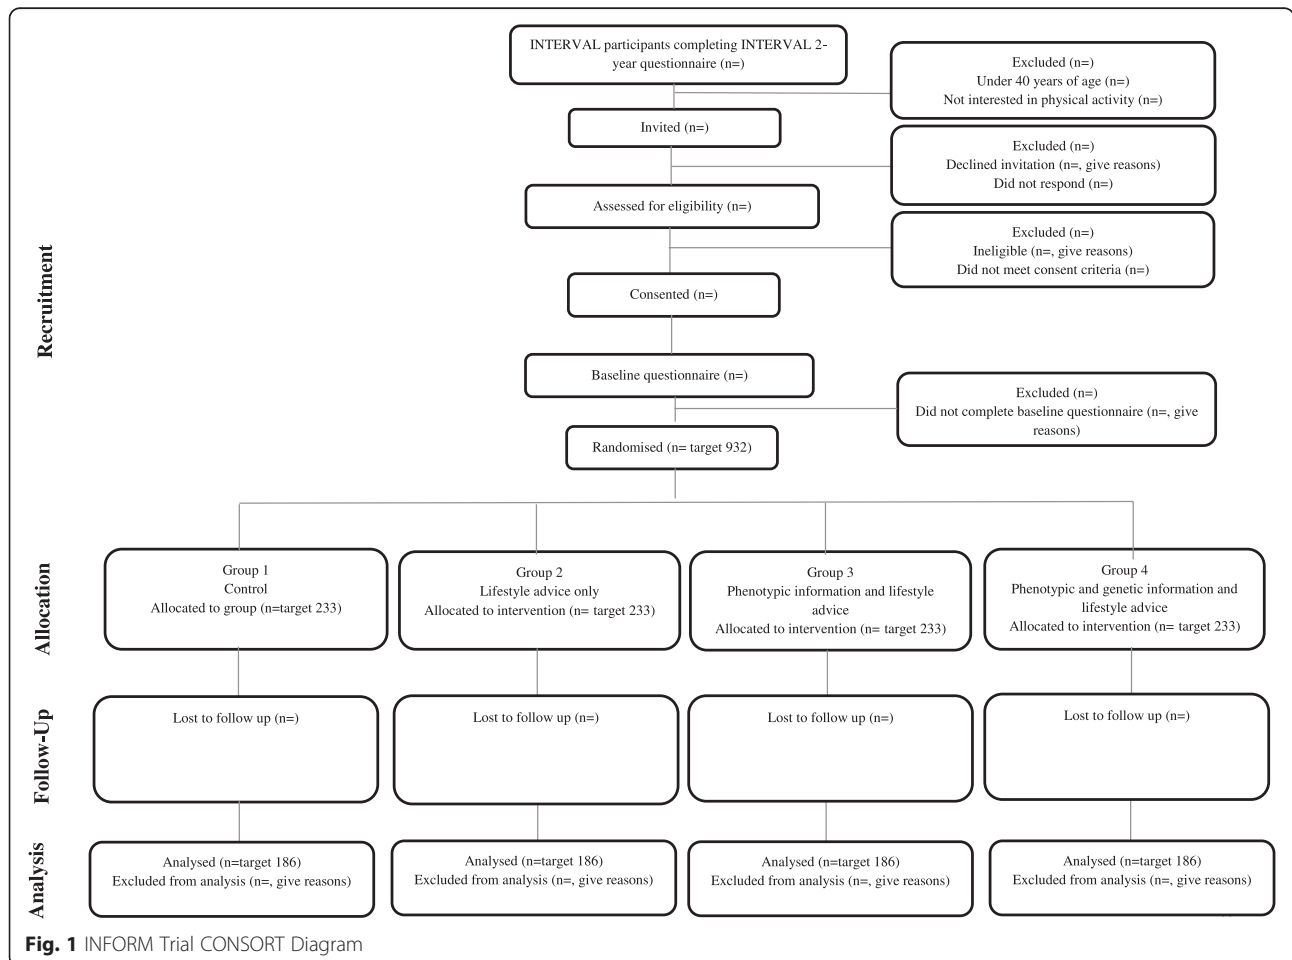 INTERVAL participants completing INTERVAL 2-
year questionnaire (n=)
Excluded (n=)
Under 40 years of age (n=)
Not interested in physical activity (n=)
Invited (n=)
Excluded (n=)
Declined invitation (n=, give reasons)
Did not respond (n=)
Assessed for eligibility (n=)
Excluded (n=)
Ineligible (n=, give reasons)
Did not meet consent criteria (n=)
Consented (n=)
Recruitment
Baseline questionnaire (n=)
Excluded (n=)
Did not complete baseline questionnaire (n=, give
reasons)
Randomised (n= target 932)
Allocation
Group 1
Control
Allocated to group (n=target 233)
Group 2
Lifestyle advice only
Allocated to intervention (n= target 233)
Group 3
Phenotypic information and lifestyle
advice
Allocated to intervention (n= target 233)
Group 4
Phenotypic and genetic information and
lifestyle advice
Allocated to intervention (n= target 233)
Follow-Up
Lost to follow up (n=)
Lost to follow up (n=)
Lost to follow up (n=)
Lost to follow up (n=)
Analysis
Analysed (n=target 186)
Excluded from analysis (n=, give reasons)
Analysed (n=target 186)
Excluded from analysis (n=, give reasons)
Analysed (n=target 186)
Excluded from analysis (n=, give reasons)
Analysed (n=target 186)
Excluded from analysis (n=, give reasons)
Fig. 1 INFORM Trial CONSORT Diagram